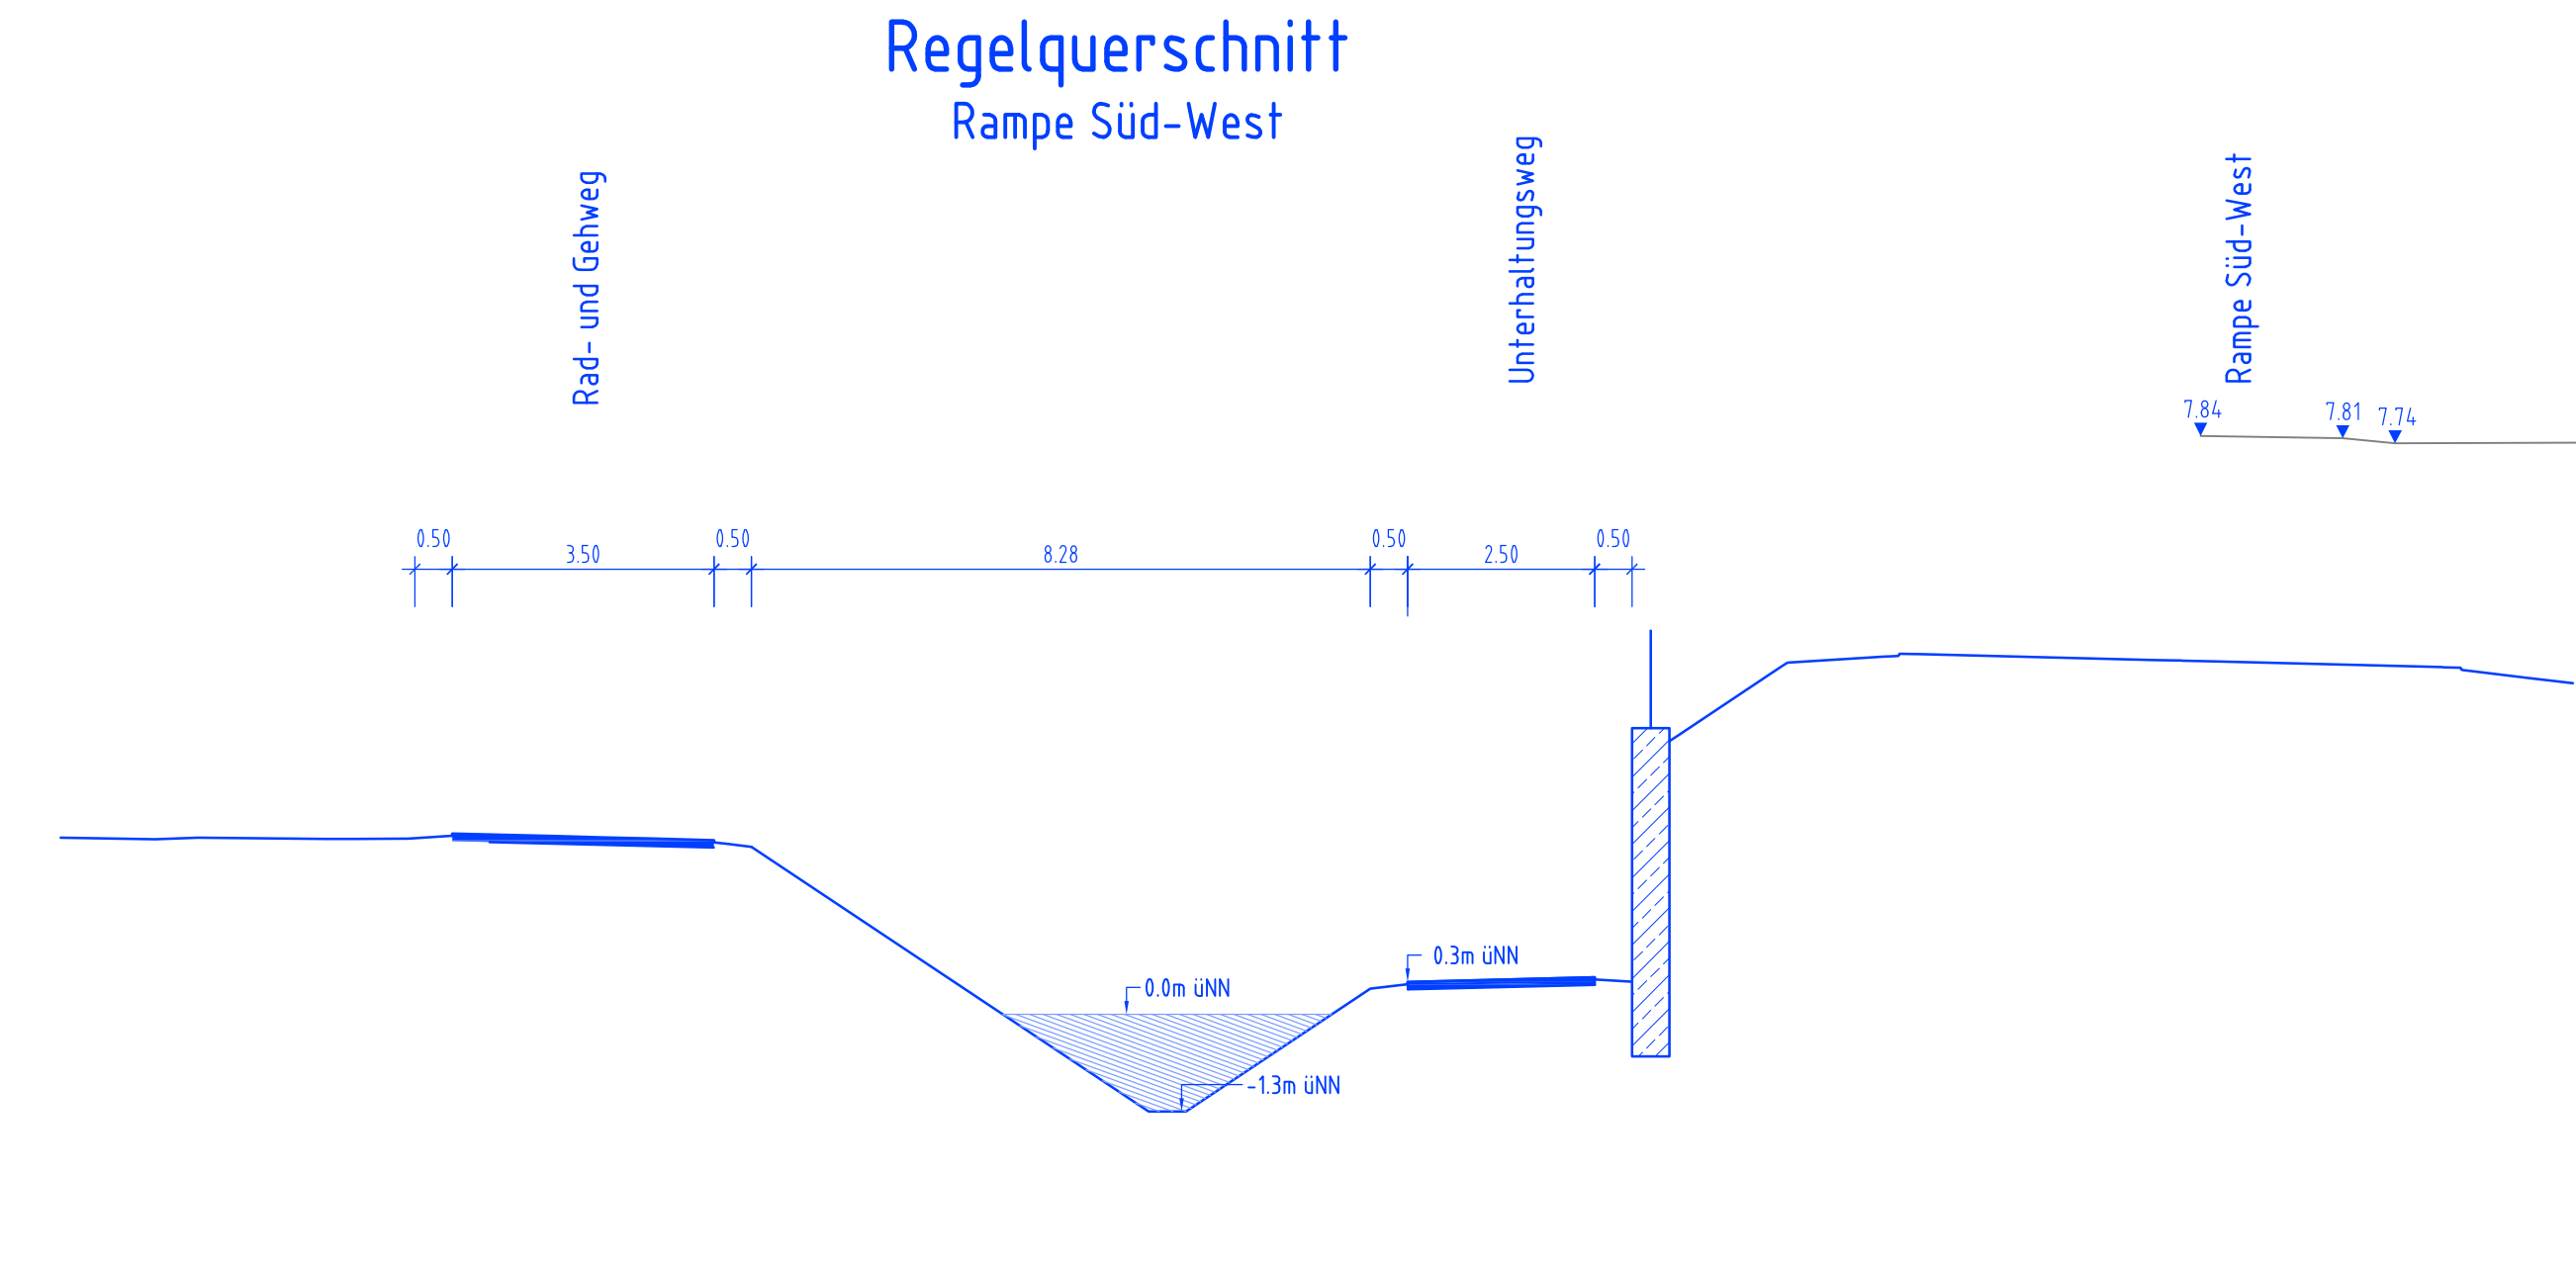 Regelquerschnitt
Rampe Süd-West
Rad- und Gehweg
Unterhaltungsweg
Rampe Süd-West
7.84
7.81
7.74
0.50
3.50
0.50
8.28
0.50
2.50
0.50
0.3m üNN
0.0m üNN
-1.3m üNN